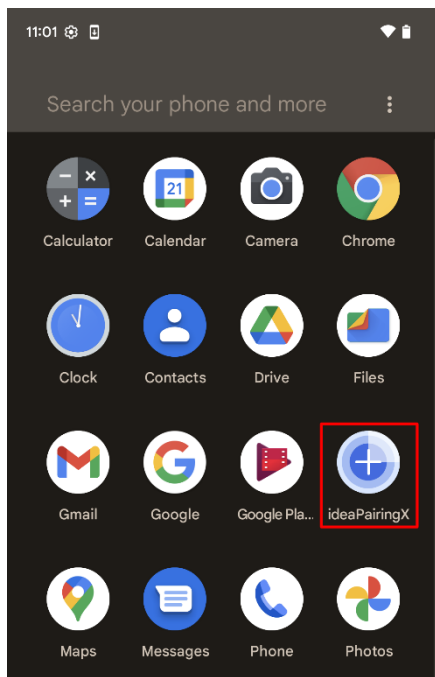 11:01
Search your phone and more
Calculator Calendar Camera Chrome
21
Clock Contacts Drive Files
Gmail Google Google Pla... ideaPairingX
Maps Messages Phone Photos